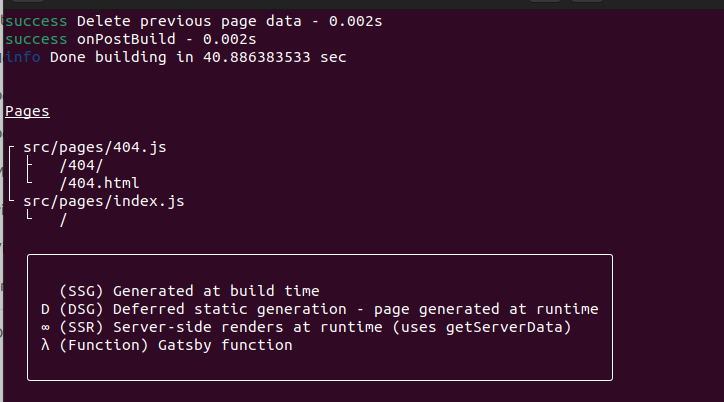 success Delete previous page data - 0.002s
success onPostBuild - 0.002s
info Done building in 40.886383533 sec
Pages
src/pages/404.js
/404/
/404.html
src/pages/index.js
/
(SSG) Generated at build time
D (DSG) Deferred static generation - page generated at runtime
∞ (SSR) Server-side renders at runtime (uses getServerData)
λ (Function) Gatsby function